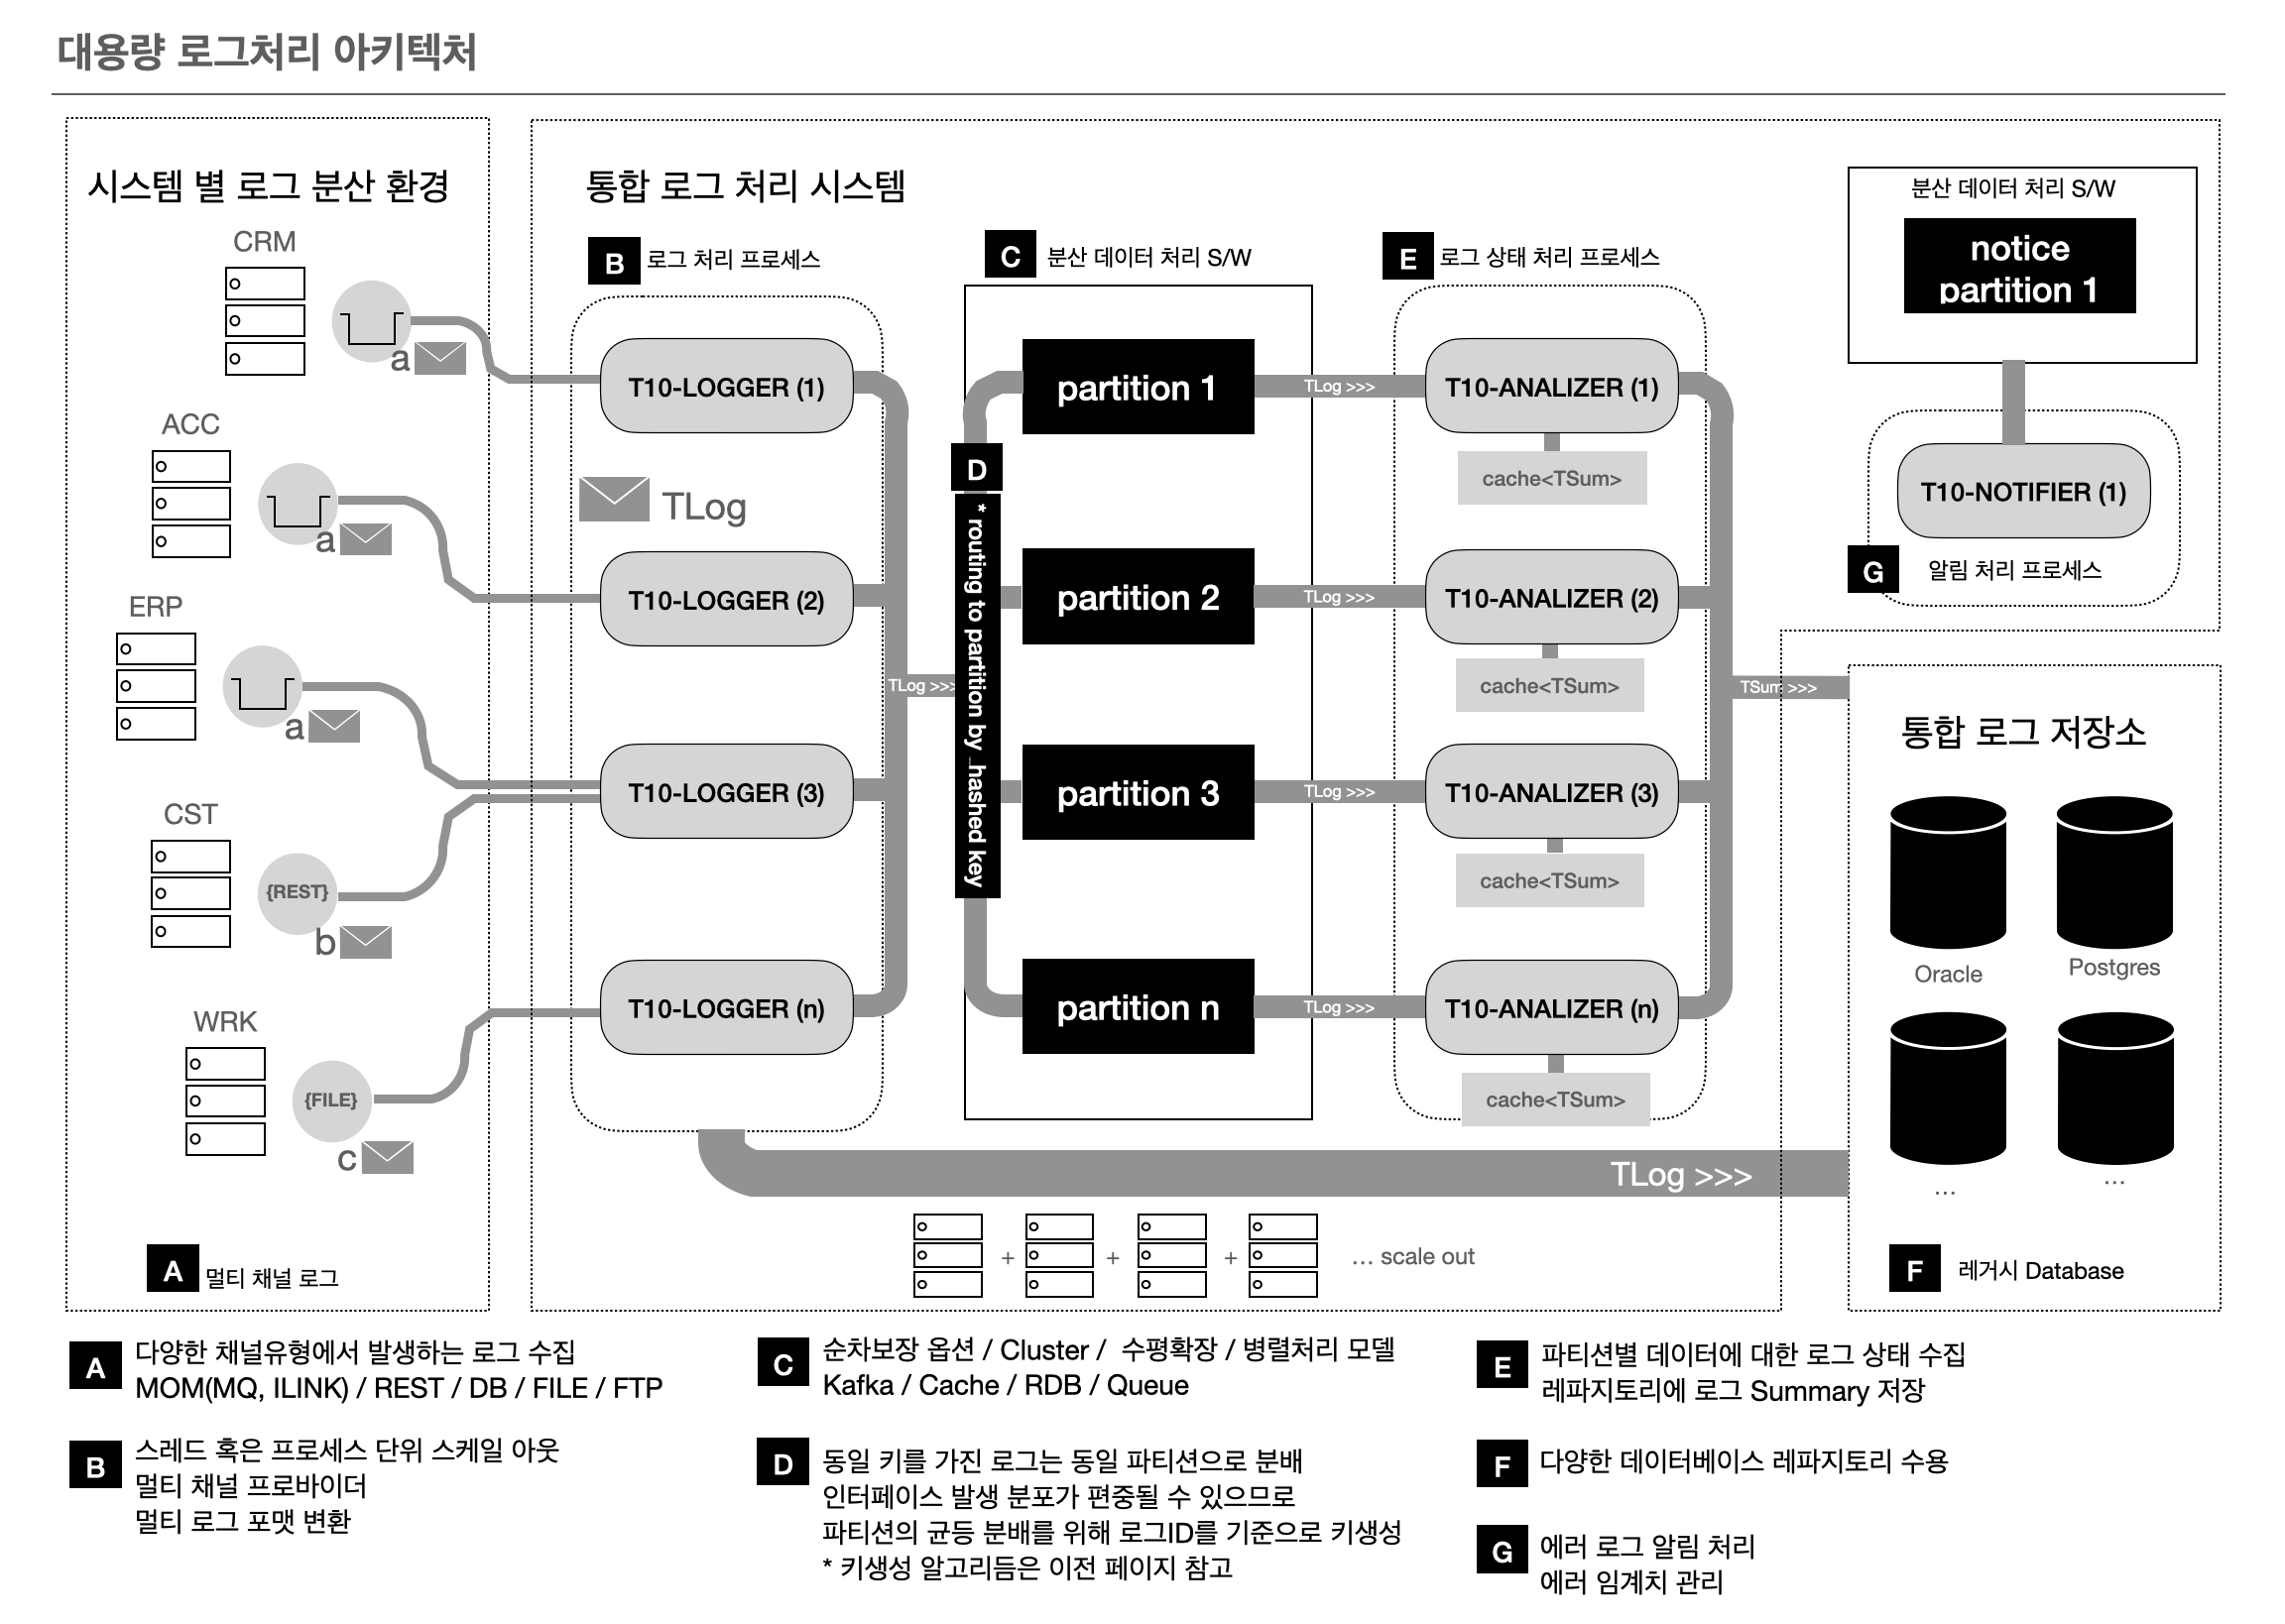 대용량 로그처리 아키텍처
시스템 별 로그 분산 환경
CRM
a
ACC
a
ERP
a
CST
{REST}
b
WRK
{FILE}
c
A 멀티 채널 로그
통합 로그 처리 시스템
B 로그 처리 프로세스
T10-LOGGER (1)
TLog
T10-LOGGER (2)
T10-LOGGER (3)
T10-LOGGER (n)
TLog >>>
C 분산 데이터 처리 S/W
D
* routing to partition by hashed key
partition 1
partition 2
partition 3
partition n
TLog >>>
TLog >>>
TLog >>>
TLog >>>
E 로그 상태 처리 프로세스
T10-ANALIZER (1)
cache<TSum>
T10-ANALIZER (2)
cache<TSum>
T10-ANALIZER (3)
cache<TSum>
T10-ANALIZER (n)
cache<TSum>
TSum >>>
TLog >>>
+ + + ... scale out
분산 데이터 처리 S/W
notice
partition 1
T10-NOTIFIER (1)
G 알림 처리 프로세스
통합 로그 저장소
Oracle
Postgres
...
...
F 레거시 Database
A 다양한 채널유형에서 발생하는 로그 수집
MOM(MQ, ILINK) / REST / DB / FILE / FTP
B 스레드 혹은 프로세스 단위 스케일 아웃
멀티 채널 프로바이더
멀티 로그 포맷 변환
C 순차보장 옵션 / Cluster / 수평확장 / 병렬처리 모델
Kafka / Cache / RDB / Queue
D 동일 키를 가진 로그는 동일 파티션으로 분배
인터페이스 발생 분포가 편중될 수 있으므로
파티션의 균등 분배를 위해 로그ID를 기준으로 키생성
* 키생성 알고리듬은 이전 페이지 참고
E 파티션별 데이터에 대한 로그 상태 수집
레파지토리에 로그 Summary 저장
F 다양한 데이터베이스 레파지토리 수용
G 에러 로그 알림 처리
에러 임계치 관리